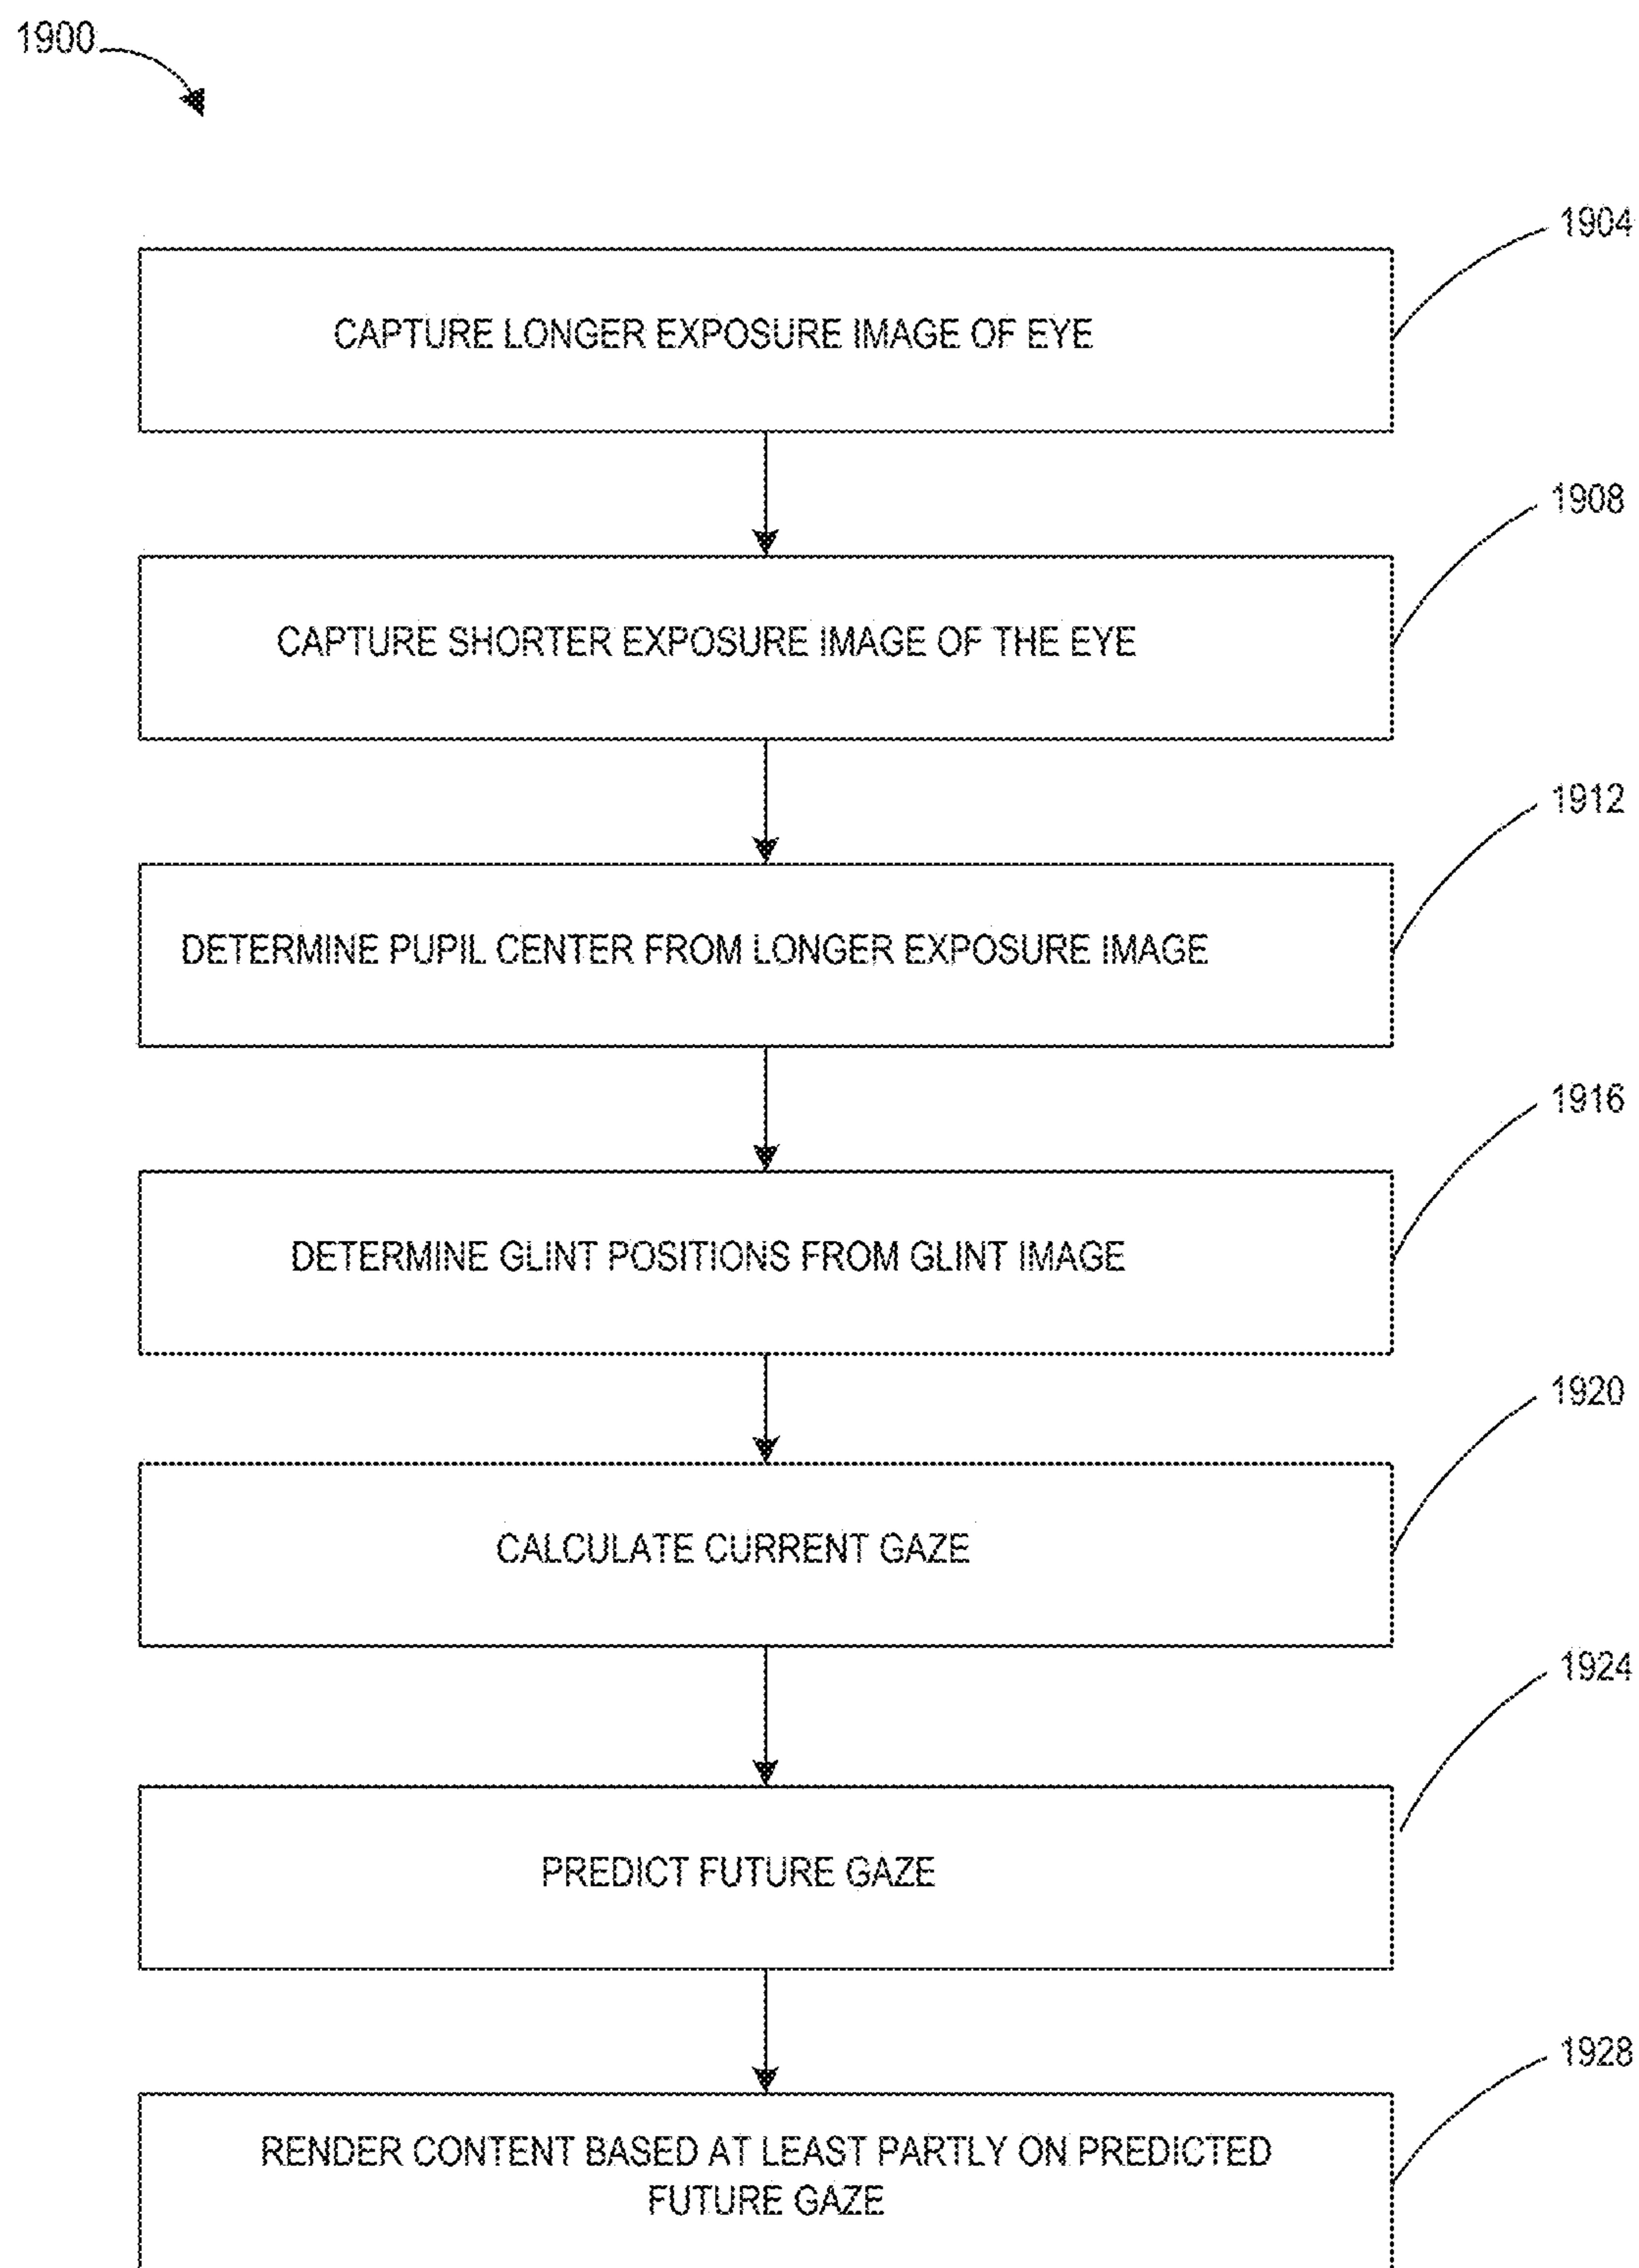 1900
1904
CAPTURE LONGER EXPOSURE IMAGE OF EYE
1908
CAPTURE SHORTER EXPOSURE IMAGE OF THE EYE
1912
DETERMINE PUPIL CENTER FROM LONGER EXPOSURE IMAGE
1916
DETERMINE GLINT POSITIONS FROM GLINT IMAGE
1920
CALCULATE CURRENT GAZE
1924
PREDICT FUTURE GAZE
1928
RENDER CONTENT BASED AT LEAST PARTLY ON PREDICTED
FUTURE GAZE